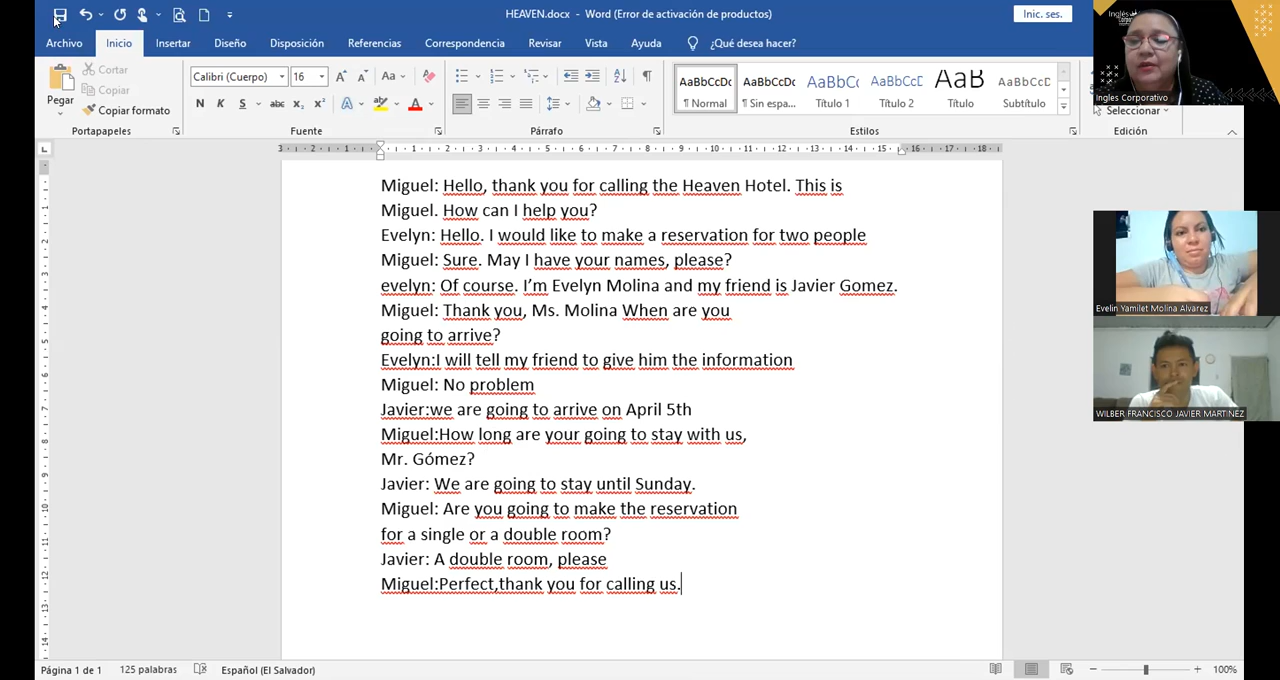 HEAVEN.docx - Word (Error de activación de productos)
Inic. ses.
Archivo Inicio Insertar Diseño Disposición Referencias Correspondencia Revisar Vista Ayuda ¿Qué desea hacer?
Pegar
Cortar
Copiar
Copiar formato
Portapapeles
Calibri (Cuerpo) 16
N K S abc x₂ x²
Fuente
Párrafo
AaBbCcDc AaBbCcDc AaBbCc AaBbCcD AaB AaBbCcD
¶ Normal ¶ Sin espa... Título 1 Título 2 Título Subtítulo
Estilos
Seleccionar
Edición
Inglés
Corporativo
Ingles Corporativo
Miguel: Hello, thank you for calling the Heaven Hotel. This is
Miguel. How can I help you?
Evelyn: Hello. I would like to make a reservation for two people
Miguel: Sure. May I have your names, please?
evelyn: Of course. I'm Evelyn Molina and my friend is Javier Gomez.
Miguel: Thank you, Ms. Molina When are you
going to arrive?
Evelyn:I will tell my friend to give him the information
Miguel: No problem
Javier:we are going to arrive on April 5th
Miguel:How long are your going to stay with us,
Mr. Gómez?
Javier: We are going to stay until Sunday.
Miguel: Are you going to make the reservation
for a single or a double room?
Javier: A double room, please
Miguel:Perfect,thank you for calling us.
Evelin Yamilet Molina Alvarez
WILBER FRANCISCO JAVIER MARTINEZ
Página 1 de 1 125 palabras Español (El Salvador) 100%